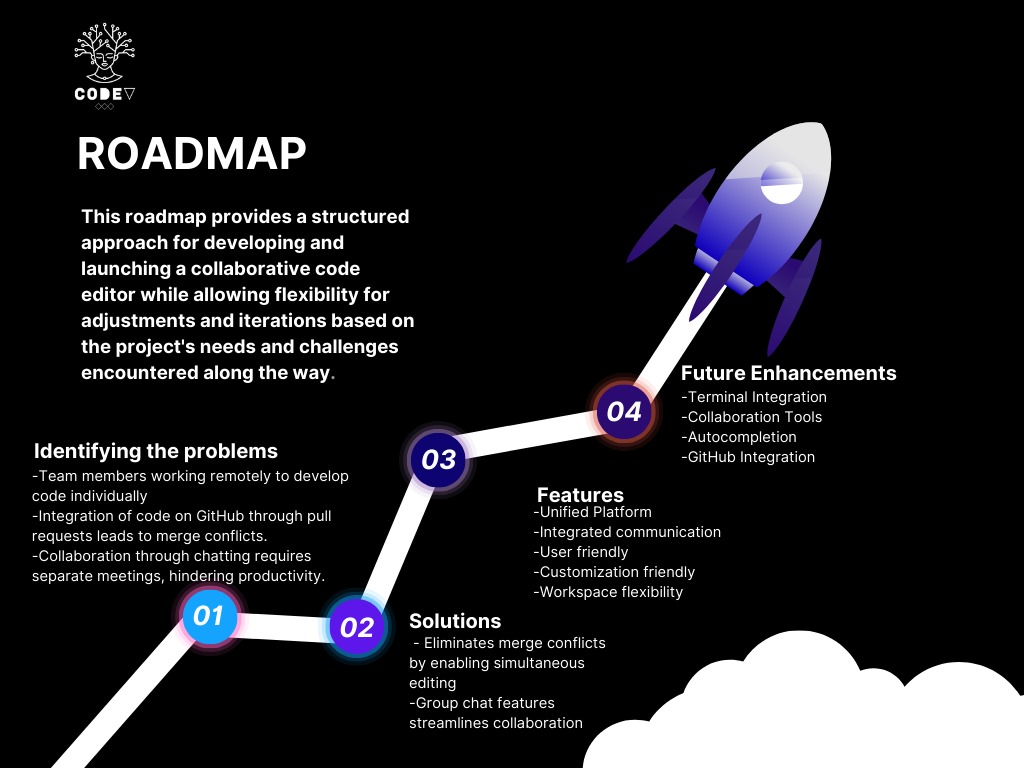 CODE▽
ROADMAP
This roadmap provides a structured
approach for developing and
launching a collaborative code
editor while allowing flexibility for
adjustments and iterations based on
the project's needs and challenges
encountered along the way.
Identifying the problems
-Team members working remotely to develop
code individually
-Integration of code on GitHub through pull
requests leads to merge conflicts.
-Collaboration through chatting requires
separate meetings, hindering productivity.
01
02
Solutions
- Eliminates merge conflicts
by enabling simultaneous
editing
-Group chat features
streamlines collaboration
03
Features
-Unified Platform
-Integrated communication
-User friendly
-Customization friendly
-Workspace flexibility
04
Future Enhancements
-Terminal Integration
-Collaboration Tools
-Autocompletion
-GitHub Integration